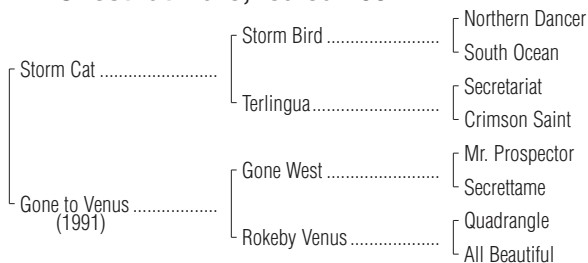 Northern Dancer
Storm Bird ........................................
South Ocean
Storm Cat ..........................................
Secretariat
Terlingua ............................................
Crimson Saint
Mr. Prospector
Gone West ........................................
Secrettame
Gone to Venus ..............................
(1991)
Quadrangle
Rokeby Venus ................................
All Beautiful